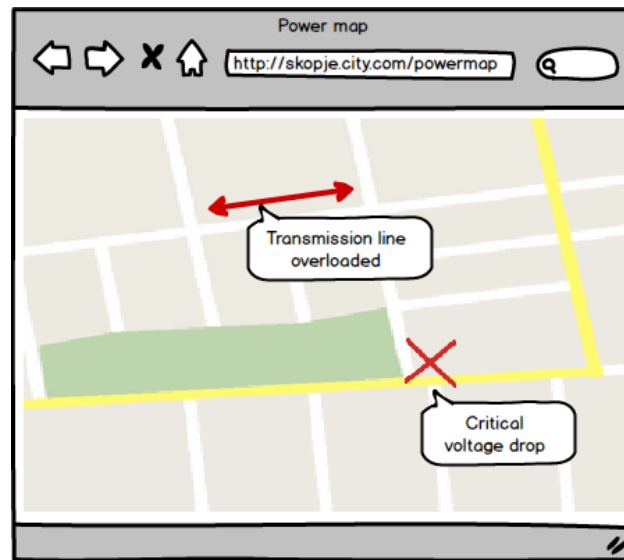 Power map
http://skopje.city.com/powermap
Transmission line
overloaded
Critical
voltage drop